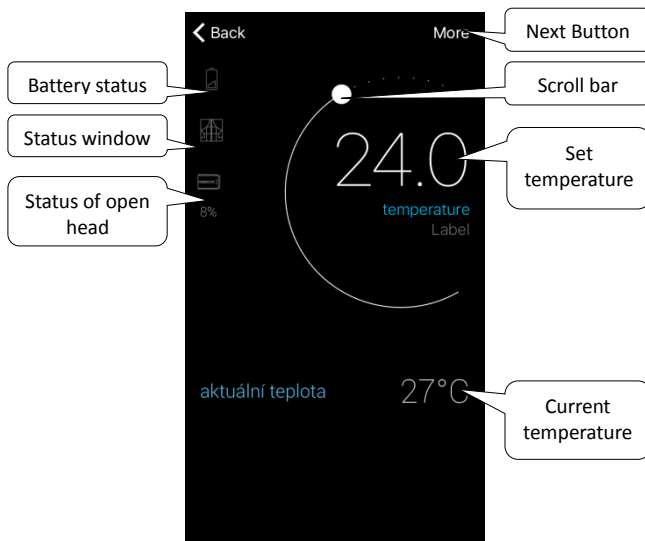 Back
More
Next Button
Battery status
Scroll bar
Status window
24.0
Set
temperature
Status of open
head
8%
temperature
Label
aktuální teplota
27°C
Current
temperature